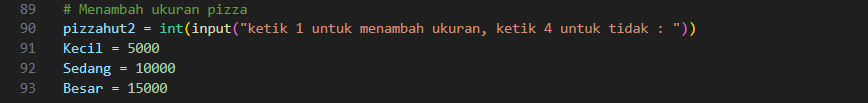 89 # Menambah ukuran pizza
90 pizzahut2 = int(input("ketik 1 untuk menambah ukuran, ketik 4 untuk tidak : "))
91 Kecil = 5000
92 Sedang = 10000
93 Besar = 15000